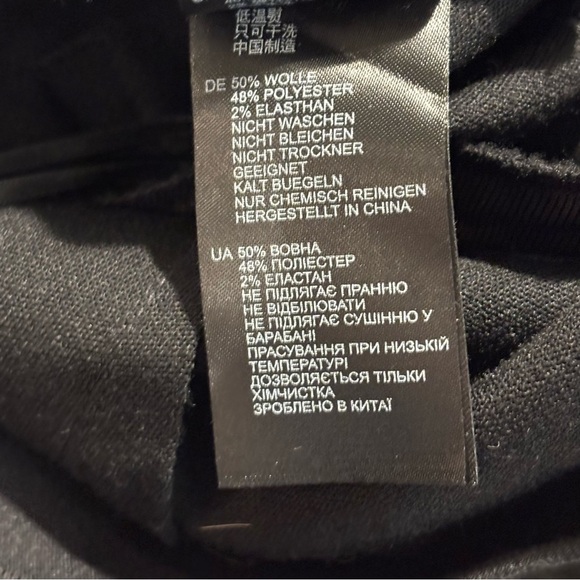 低温熨
只可干洗
中国制造
DE 50% WOLLE
48% POLYESTER
2% ELASTHAN
NICHT WASCHEN
NICHT BLEICHEN
NICHT TROCKNER
GEEIGNET
KALT BUEGELN
NUR CHEMISCH REINIGEN
HERGESTELLT IN CHINA
UA 50% ВОВНА
48% ПОЛІЕСТЕР
2% ЕЛАСТАН
НЕ ПІДЛЯГАЄ ПРАННЮ
НЕ ВІДБІЛЮВАТИ
НЕ ПІДЛЯГАЄ СУШІННЮ У
БАРАБАНІ
ПРАСУВАННЯ ПРИ НИЗЬКІЙ
ТЕМПЕРАТУРІ
ДОЗВОЛЯЄТЬСЯ ТІЛЬКИ
ХІМЧИСТКА
ЗРОБЛЕНО В КИТАЇ